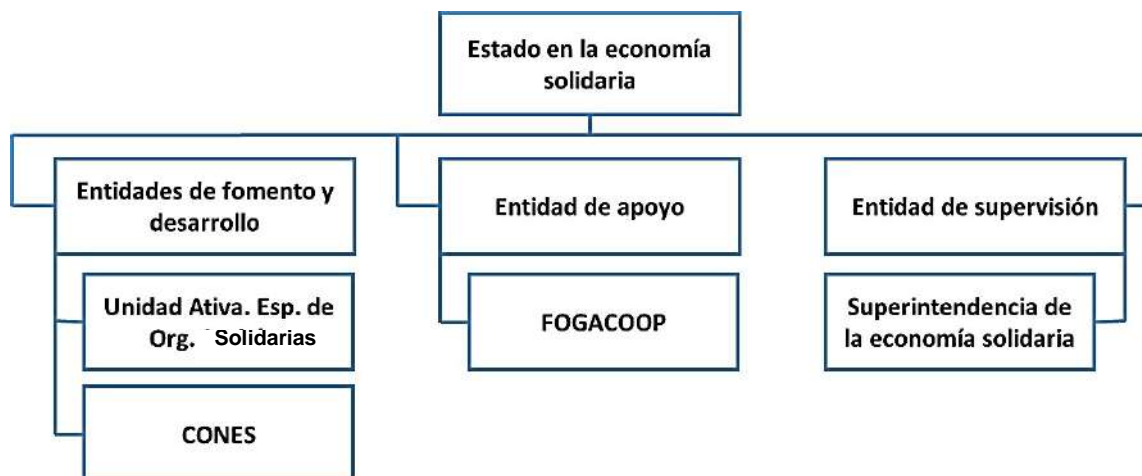 Estado en la economía
solidaria
Entidades de fomento y
desarrollo
Entidad de apoyo
Entidad de supervisión
Unidad Ativa. Esp. de
Org. Solidarias
FOGACOOP
Superintendencia de
la economía solidaria
CONES